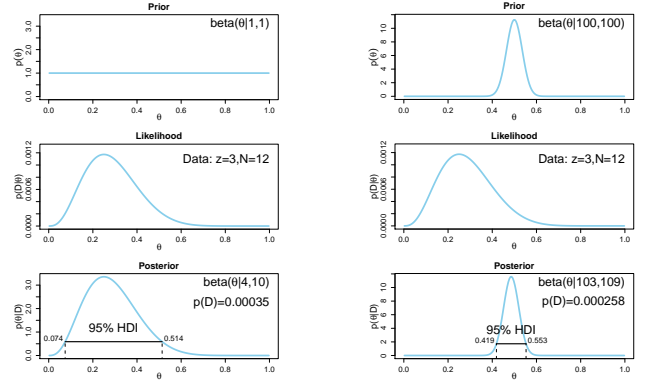 Prior
beta(θ|1,1)
p(θ)
0.0 1.0 2.0 3.0
0.0 0.2 0.4 0.6 0.8 1.0
θ
Likelihood
Data: z=3,N=12
p(D|θ)
0.0000 0.0006 0.0012
0.0 0.2 0.4 0.6 0.8 1.0
θ
Posterior
beta(θ|4,10)
p(D)=0.00035
95% HDI
0.074 0.514
p(θ|D)
0.0 1.0 2.0 3.0
0.0 0.2 0.4 0.6 0.8 1.0
θ
Prior
beta(θ|100,100)
p(θ)
0 2 4 6 8 12
0.0 0.2 0.4 0.6 0.8 1.0
θ
Likelihood
Data: z=3,N=12
p(D|θ)
0.0000 0.0006 0.0012
0.0 0.2 0.4 0.6 0.8 1.0
θ
Posterior
beta(θ|103,109)
p(D)=0.000258
95% HDI
0.419 0.553
p(θ|D)
0 2 4 6 8 12
0.0 0.2 0.4 0.6 0.8 1.0
θ